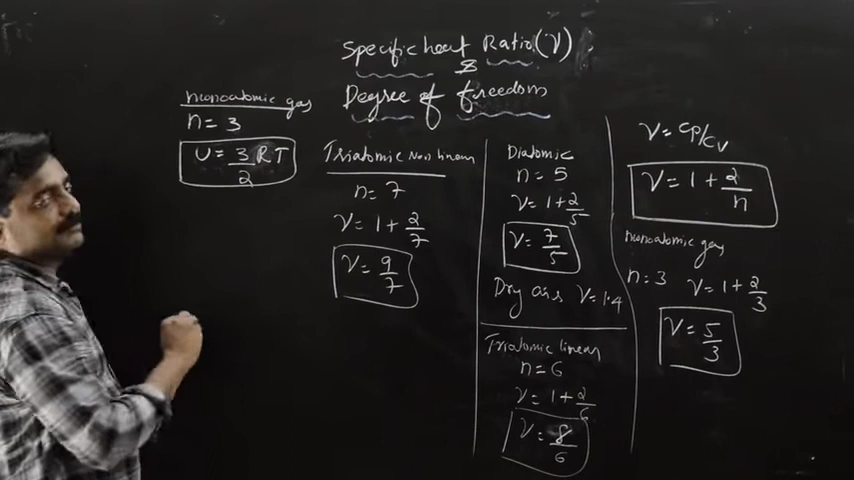 Specific heat Ratio (γ)
&
Degree of freedom
monoatomic gas
n = 3
U = 3/2 RT
Triatomic Non linear
n = 7
γ = 1 + 2/7
γ = 9/7
Diatomic
n = 5
γ = 1 + 2/5
γ = 7/5
Dry air γ = 1.4
Triatomic linear
n = 6
γ = 1 + 2/6
γ = 8/6
γ = CP/CV
γ = 1 + 2/n
monoatomic gas
n = 3 γ = 1 + 2/3
γ = 5/3